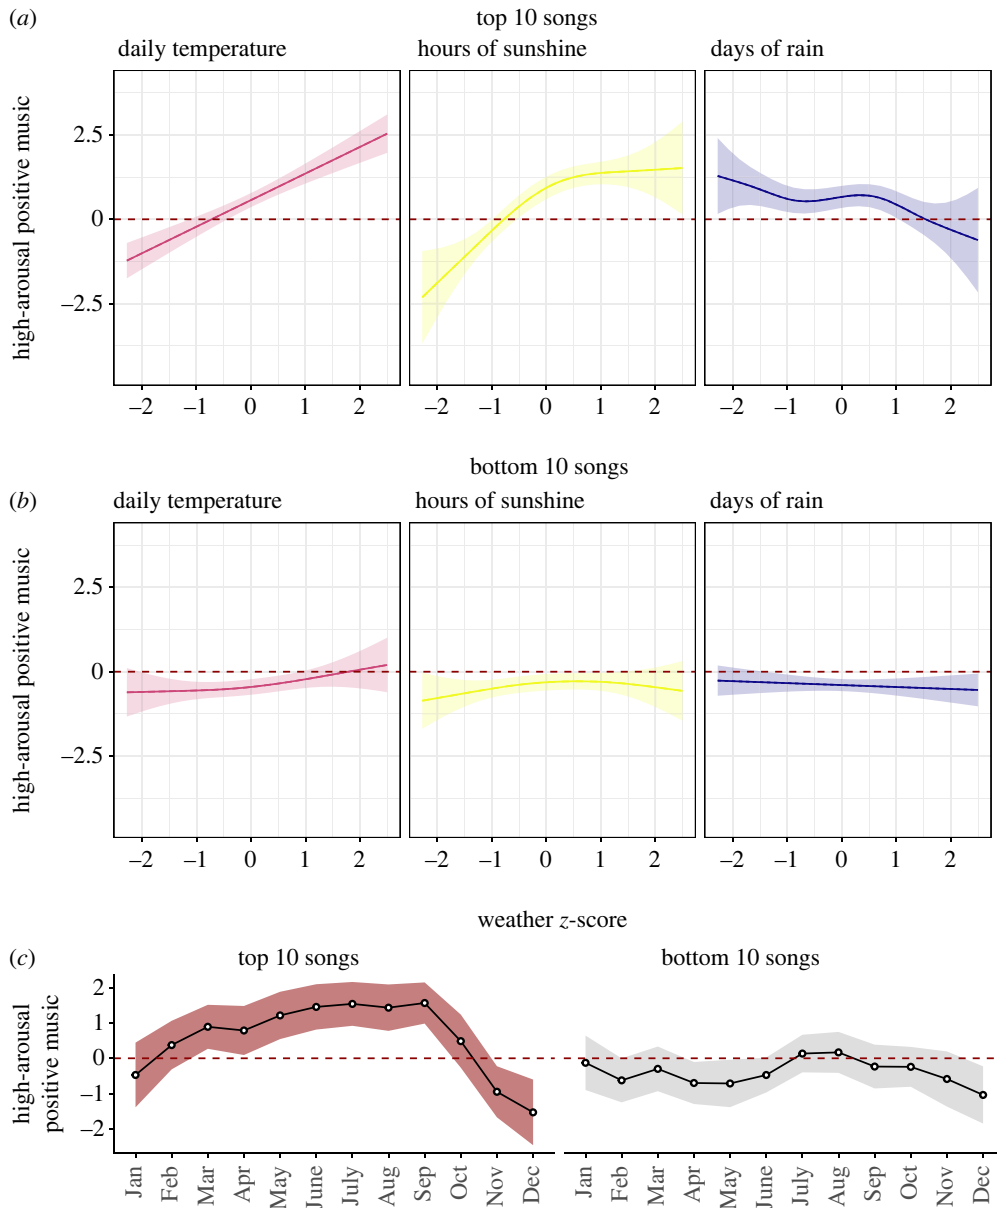 (a)
top 10 songs
daily temperature
hours of sunshine
days of rain
high-arousal positive music
2.5
0
–2.5
–2 –1 0 1 2
–2 –1 0 1 2
–2 –1 0 1 2
bottom 10 songs
(b)
daily temperature
hours of sunshine
days of rain
high-arousal positive music
2.5
0
–2.5
–2 –1 0 1 2
–2 –1 0 1 2
–2 –1 0 1 2
weather z-score
(c)
top 10 songs
bottom 10 songs
high-arousal
positive music
2
1
0
–1
–2
Jan Feb Mar Apr May June July Aug Sep Oct Nov Dec
Jan Feb Mar Apr May June July Aug Sep Oct Nov Dec